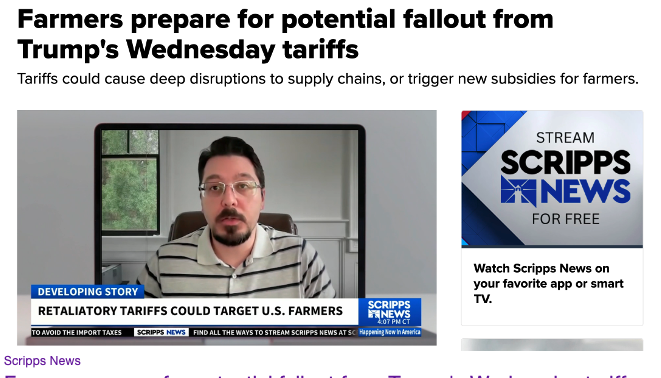 Farmers prepare for potential fallout from
Trump's Wednesday tariffs
Tariffs could cause deep disruptions to supply chains, or trigger new subsidies for farmers.
DEVELOPING STORY
RETALIATORY TARIFFS COULD TARGET U.S. FARMERS
SCRIPPS
NEWS
4:07 PM CT
TO AVOID THE IMPORT TAXES SCRIPPS NEWS FIND ALL THE WAYS TO STREAM SCRIPPS NEWS AT SC
Happening Now In America
STREAM
SCRIPPS
NEWS
FOR FREE
Watch Scripps News on
your favorite app or smart
TV.
Scripps News